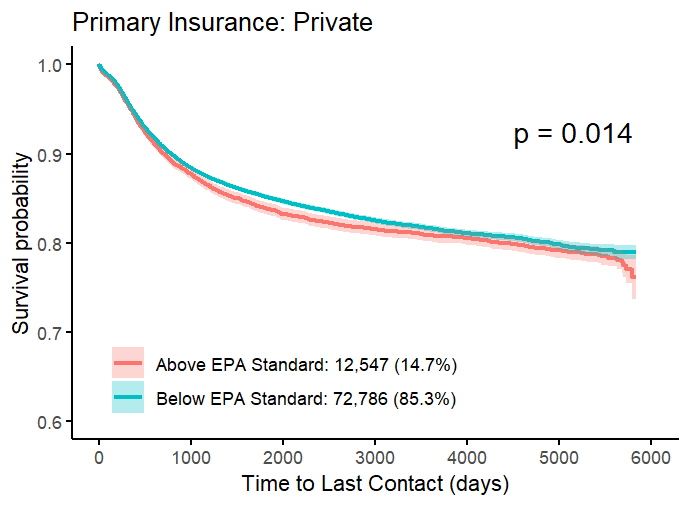 Primary Insurance: Private
1.0
0.9
0.8
0.7
0.6
Survival probability
p = 0.014
Above EPA Standard: 12,547 (14.7%)
Below EPA Standard: 72,786 (85.3%)
0 1000 2000 3000 4000 5000 6000
Time to Last Contact (days)